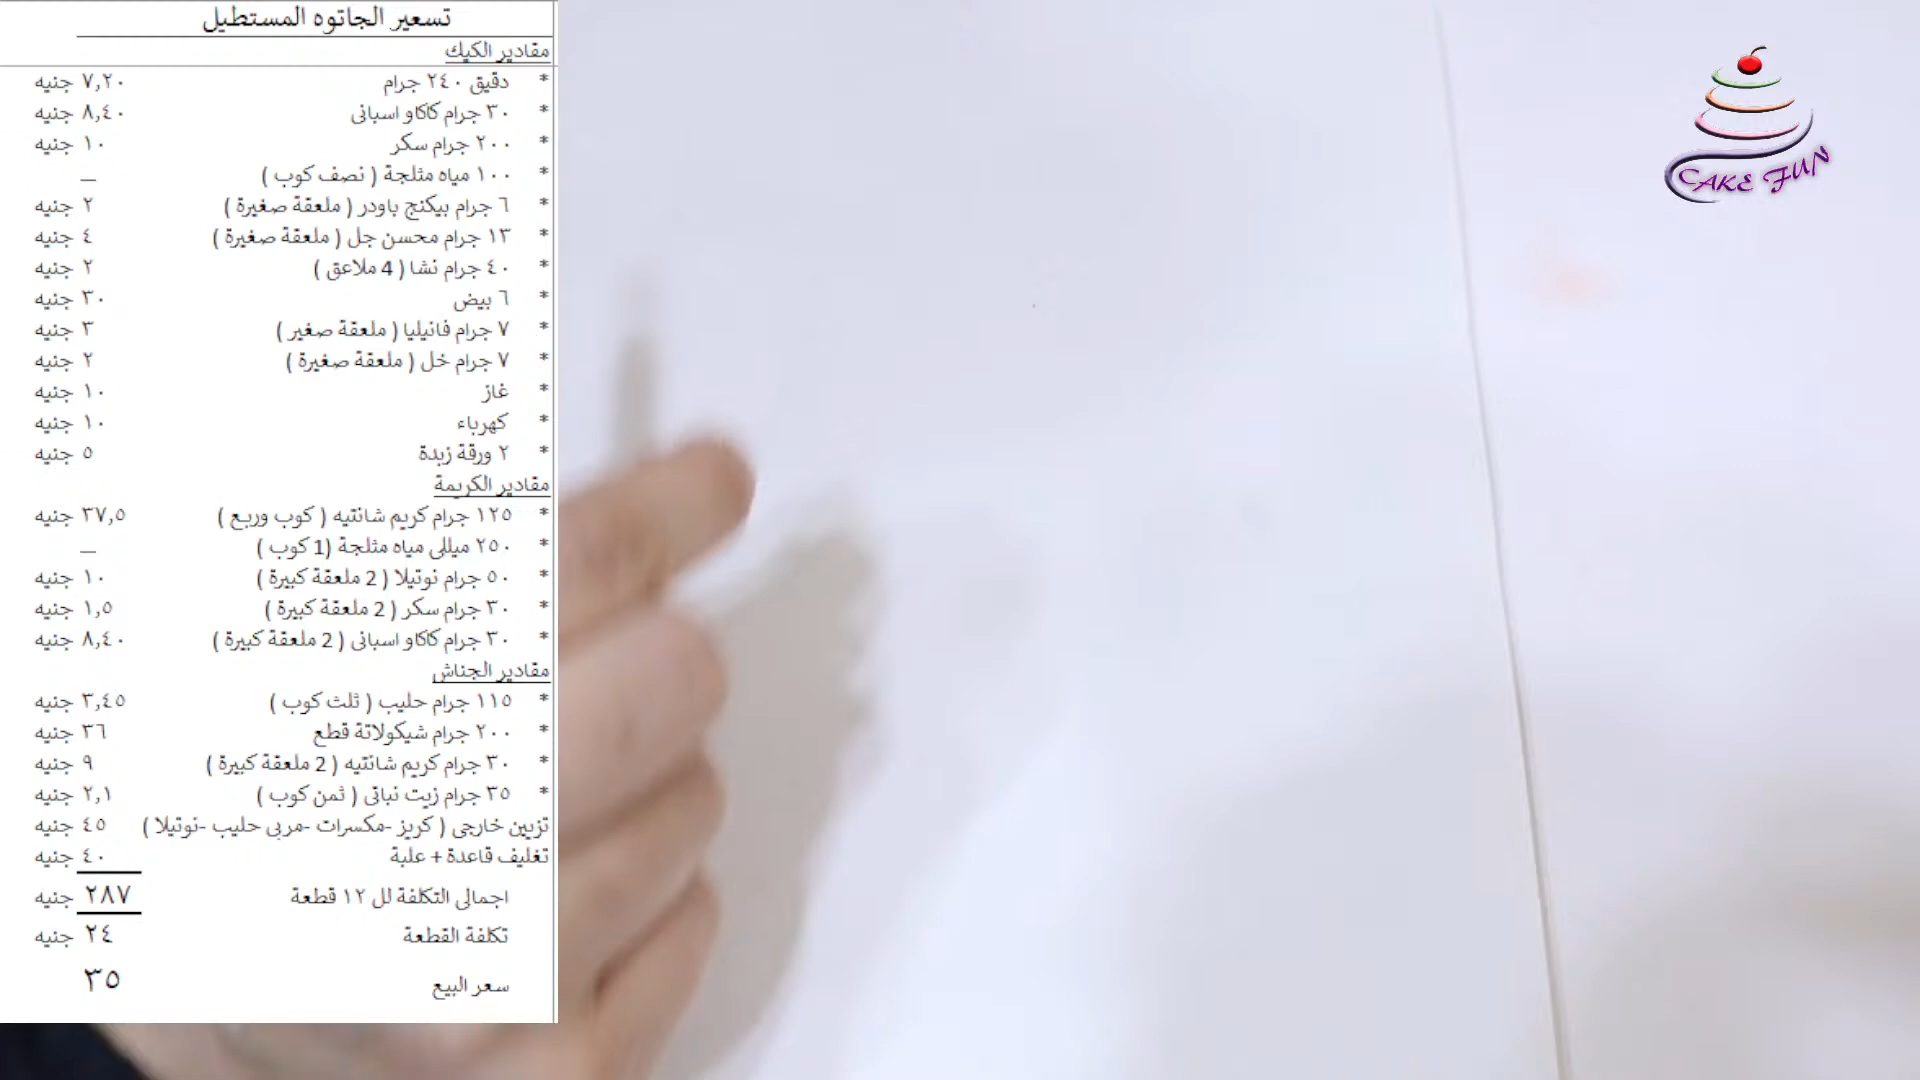 تسعير الجاتوه المستطيل
مقادير الكيك
* دقيق ٢٤٠ جرام ٧,٢٠ جنيه
* ٣٠ جرام كاكاو اسبانى ٨,٤٠ جنيه
* ٢٠٠ جرام سكر ١٠ جنيه
* ١٠٠ مياه مثلجة ( نصف كوب ) —
* ٦ جرام بيكنج باودر ( ملعقة صغيرة ) ٢ جنيه
* ١٣ جرام محسن جل ( ملعقة صغيرة ) ٤ جنيه
* ٤٠ جرام نشا ( 4 ملاعق ) ٢ جنيه
* ٦ بيض ٣٠ جنيه
* ٧ جرام فانيليا ( ملعقة صغير ) ٣ جنيه
* ٧ جرام خل ( ملعقة صغيرة ) ٢ جنيه
* غاز ١٠ جنيه
* كهرباء ١٠ جنيه
* ٢ ورقة زبدة ٥ جنيه
مقادير الكريمة
* ١٢٥ جرام كريم شانتيه ( كوب وربع ) ٣٧,٥ جنيه
* ٢٥٠ ميللى مياه مثلجة (1 كوب ) —
* ٥٠ جرام نوتيلا ( 2 ملعقة كبيرة ) ١٠ جنيه
* ٣٠ جرام سكر ( 2 ملعقة كبيرة ) ١,٥ جنيه
* ٣٠ جرام كاكاو اسبانى ( 2 ملعقة كبيرة ) ٨,٤٠ جنيه
مقادير الجناش
* ١١٥ جرام حليب ( ثلث كوب ) ٣,٤٥ جنيه
* ٢٠٠ جرام شيكولاتة قطع ٣٦ جنيه
* ٣٠ جرام كريم شانتيه ( 2 ملعقة كبيرة ) ٩ جنيه
* ٣٥ جرام زيت نباتى ( ثمن كوب ) ٢,١ جنيه
تزيين خارجى ( كريز -مكسرات -مربى حليب -نوتيلا ) ٤٥ جنيه
تغليف قاعدة + علبة ٤٠ جنيه
اجمالى التكلفة لل ١٢ قطعة ٢٨٧ جنيه
تكلفة القطعة ٢٤ جنيه
سعر البيع ٣٥
CAKE FUN